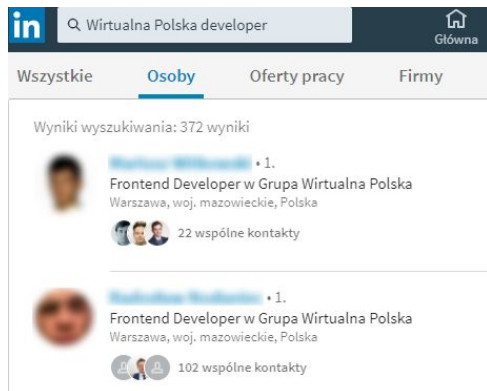 in
Wirtualna Polska developer
Główna
Wszystkie Osoby Oferty pracy Firmy
Wyniki wyszukiwania: 372 wyniki
• 1.
Frontend Developer w Grupa Wirtualna Polska
Warszawa, woj. mazowieckie, Polska
22 wspólne kontakty
• 1.
Frontend Developer w Grupa Wirtualna Polska
Warszawa, woj. mazowieckie, Polska
102 wspólne kontakty